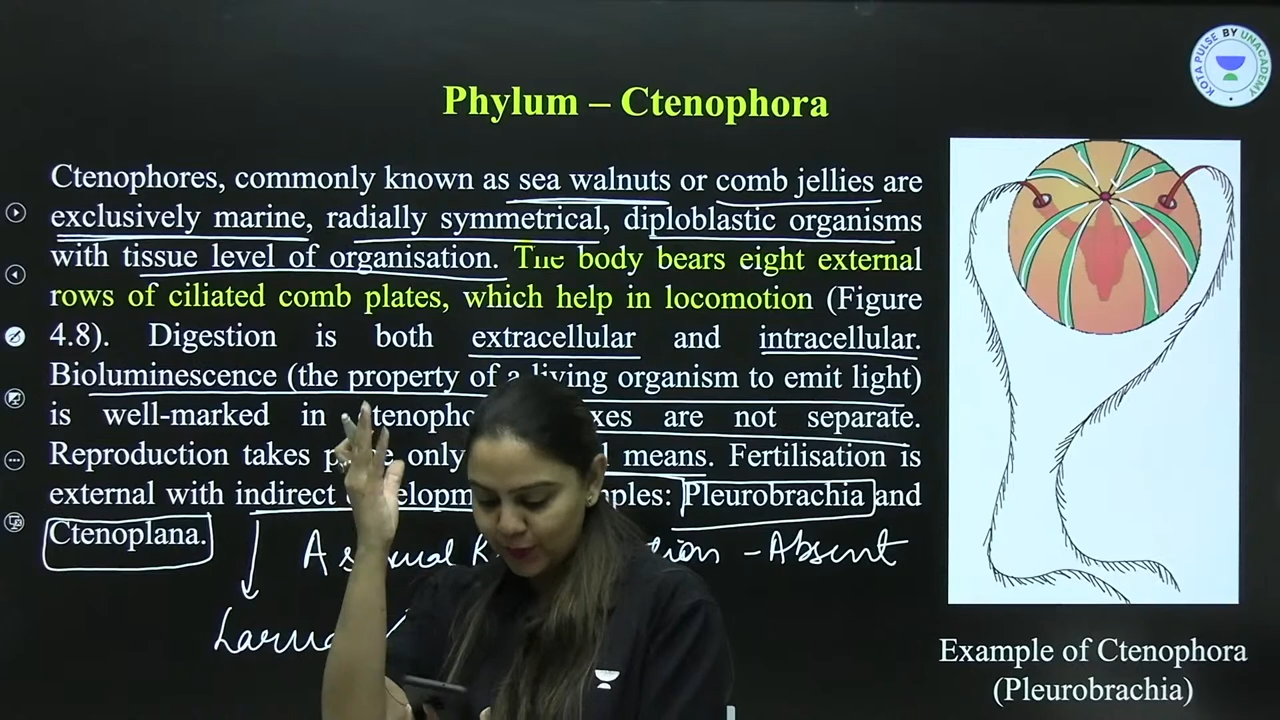 KOTA PULSE BY UNACADEMY
Phylum – Ctenophora
Ctenophores, commonly known as sea walnuts or comb jellies are
exclusively marine, radially symmetrical, diploblastic organisms
with tissue level of organisation. The body bears eight external
rows of ciliated comb plates, which help in locomotion (Figure
4.8). Digestion is both extracellular and intracellular.
Bioluminescence (the property of a living organism to emit light)
is well-marked in are not separate.
Reproduction takes only means. Fertilisation is
external with indirect Pleurobrachia and
Ctenoplana.
Absent
Example of Ctenophora
(Pleurobrachia)